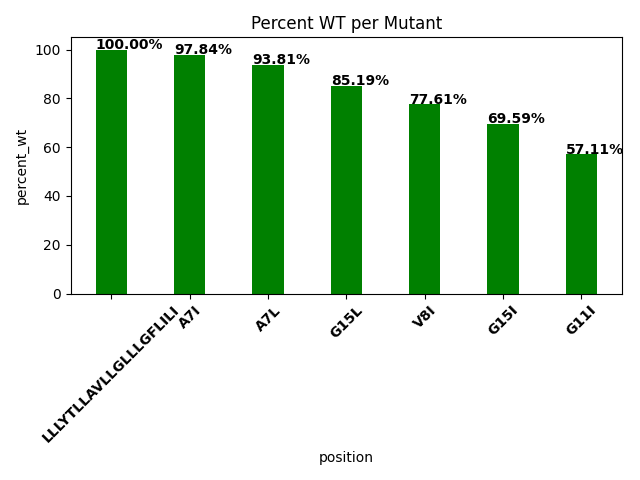 Percent WT per Mutant
percent_wt
100
80
60
40
20
0
100.00%
97.84%
93.81%
85.19%
77.61%
69.59%
57.11%
LLLYTLLAVLLGLLLGFLILI
A7I
A7L
G15L
V8I
G15I
G11I
position